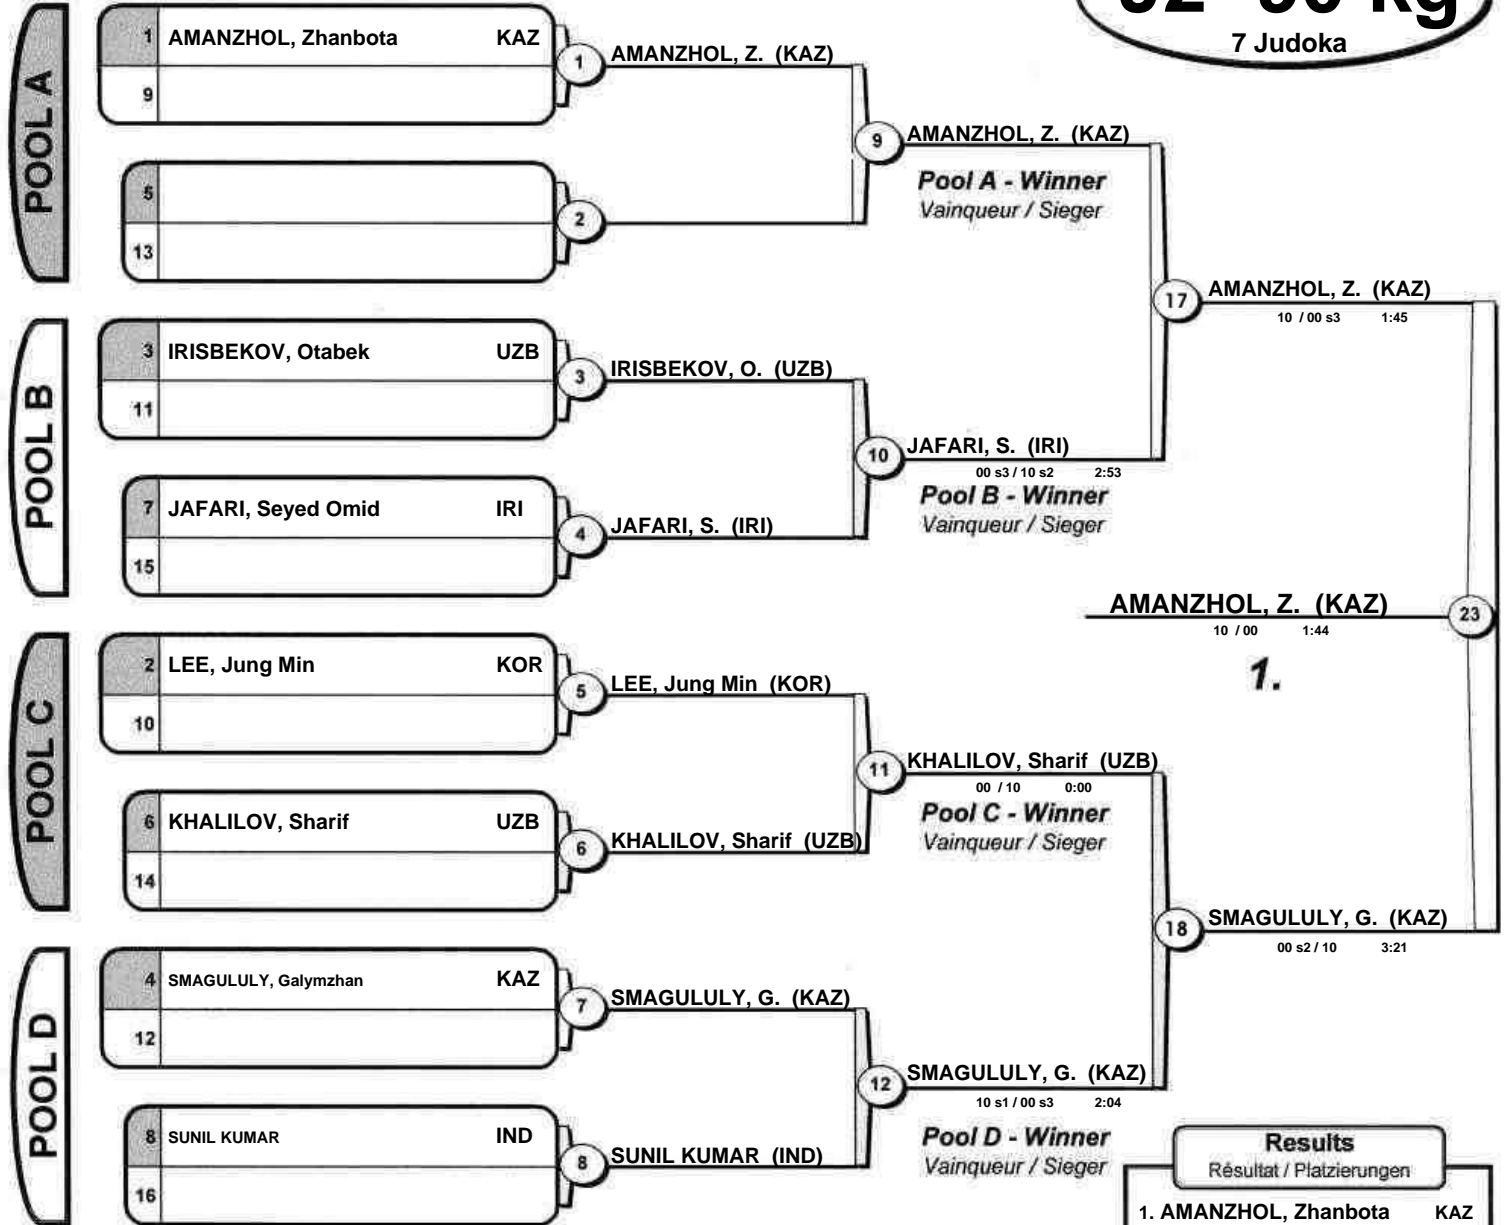 7 Judoka
POOL A
1 AMANZHOL, Zhanbota KAZ
9
1 AMANZHOL, Z. (KAZ)
5
13
2
9 AMANZHOL, Z. (KAZ)
Pool A - Winner
Vainqueur / Sieger
POOL B
3 IRISBEKOV, Otabek UZB
11
3 IRISBEKOV, O. (UZB)
7 JAFARI, Seyed Omid IRI
15
4 JAFARI, S. (IRI)
10 JAFARI, S. (IRI)
00 s3 / 10 s2 2:53
Pool B - Winner
Vainqueur / Sieger
17 AMANZHOL, Z. (KAZ)
10 / 00 s3 1:45
AMANZHOL, Z. (KAZ) 23
10 / 00 1:44
1.
POOL C
2 LEE, Jung Min KOR
10
5 LEE, Jung Min (KOR)
6 KHALILOV, Sharif UZB
14
6 KHALILOV, Sharif (UZB)
11 KHALILOV, Sharif (UZB)
00 / 10 0:00
Pool C - Winner
Vainqueur / Sieger
POOL D
4 SMAGULULY, Galymzhan KAZ
12
7 SMAGULULY, G. (KAZ)
8 SUNIL KUMAR IND
16
8 SUNIL KUMAR (IND)
12 SMAGULULY, G. (KAZ)
10 s1 / 00 s3 2:04
Pool D - Winner
Vainqueur / Sieger
18 SMAGULULY, G. (KAZ)
00 s2 / 10 3:21
Results
Résultat / Platzierungen
1. AMANZHOL, Zhanbota KAZ